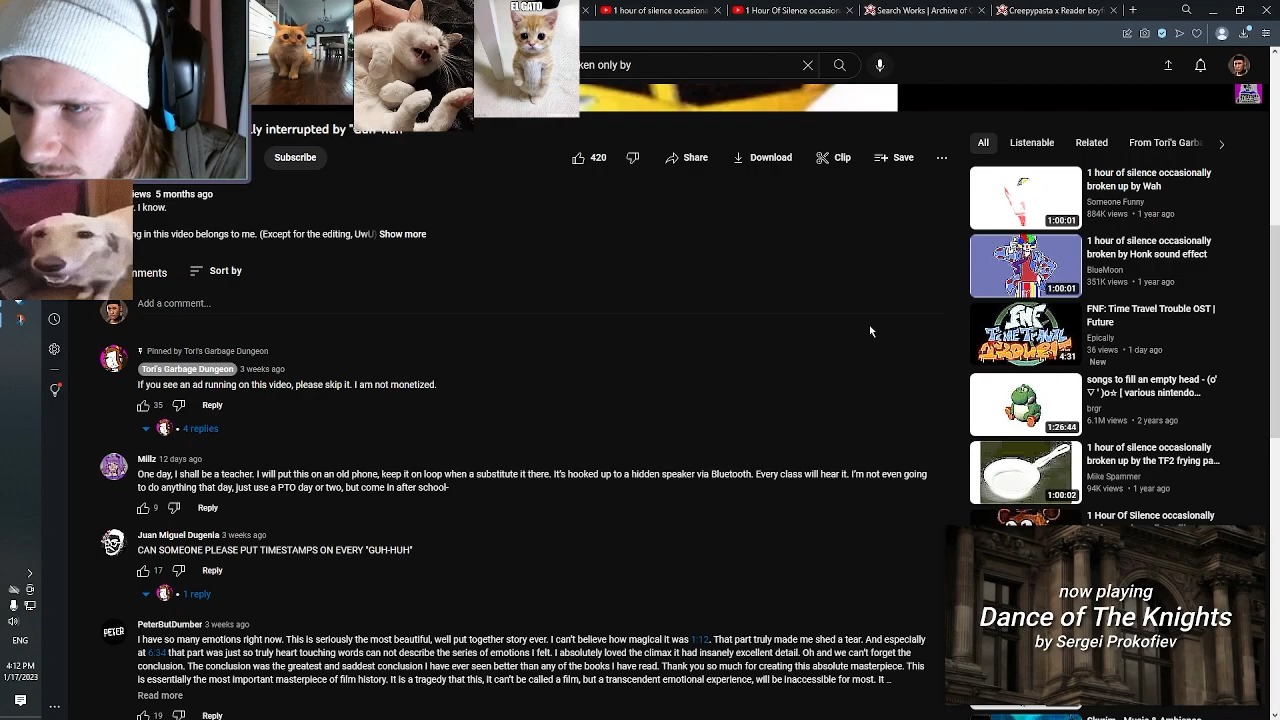 EL GATO
1 hour of silence occasiona
1 Hour Of Silence occasion
Search Works | Archive of
Creepypasta x Reader boyf
ken only by
lly interrupted by
Subscribe
420
Share
Download
Clip
Save
iews 5 months ago
. I know.
ng in this video belongs to me. (Except for the editing, UwU) Show more
mments
Sort by
Add a comment...
Pinned by Tori's Garbage Dungeon
Tori's Garbage Dungeon 3 weeks ago
If you see an ad running on this video, please skip it. I am not monetized.
35
Reply
4 replies
Millz 12 days ago
One day, I shall be a teacher. I will put this on an old phone, keep it on loop when a substitute it there. It's hooked up to a hidden speaker via Bluetooth. Every class will hear it. I'm not even going
to do anything that day, just use a PTO day or two, but come in after school-
9
Reply
Juan Miguel Dugenia 3 weeks ago
CAN SOMEONE PLEASE PUT TIMESTAMPS ON EVERY "GUH-HUH"
17
Reply
1 reply
PETER
PeterButDumber 3 weeks ago
I have so many emotions right now. This is seriously the most beautiful, well put together story ever. I can't believe how magical it was 1:12. That part truly made me shed a tear. And especially
at 6:34 that part was just so truly heart touching words can not describe the series of emotions I felt. I absolutely loved the climax it had insanely excellent detail. Oh and we can't forget the
conclusion. The conclusion was the greatest and saddest conclusion I have ever seen better than any of the books I have read. Thank you so much for creating this absolute masterpiece. This
is essentially the most important masterpiece of film history. It is a tragedy that this, it can't be called a film, but a transcendent emotional experience, will be inaccessible for most. It ...
Read more
19
Reply
ENG
4:12 PM
1/17/2023
All
Listenable
Related
From Tori's Garba
1 hour of silence occasionally
broken up by Wah
Someone Funny
884K views • 1 year ago
1:00:01
1 hour of silence occasionally
broken by Honk sound effect
BlueMoon
351K views • 1 year ago
1:00:01
FNF: Time Travel Trouble OST |
Future
Epically
36 views • 1 day ago
New
FNF
TIME TRAVEL
TROUBLE
4:31
songs to fill an empty head - (o'
▽ ')o☆ [ various nintendo...
brgr
6.1M views • 2 years ago
1:26:44
1 hour of silence occasionally
broken up by the TF2 frying pa...
Mike Spammer
94K views • 1 year ago
1:00:02
1 Hour Of Silence occasionally
now playing
Dance of The Knights
by Sergei Prokofiev
Skyrim - Music & Ambience